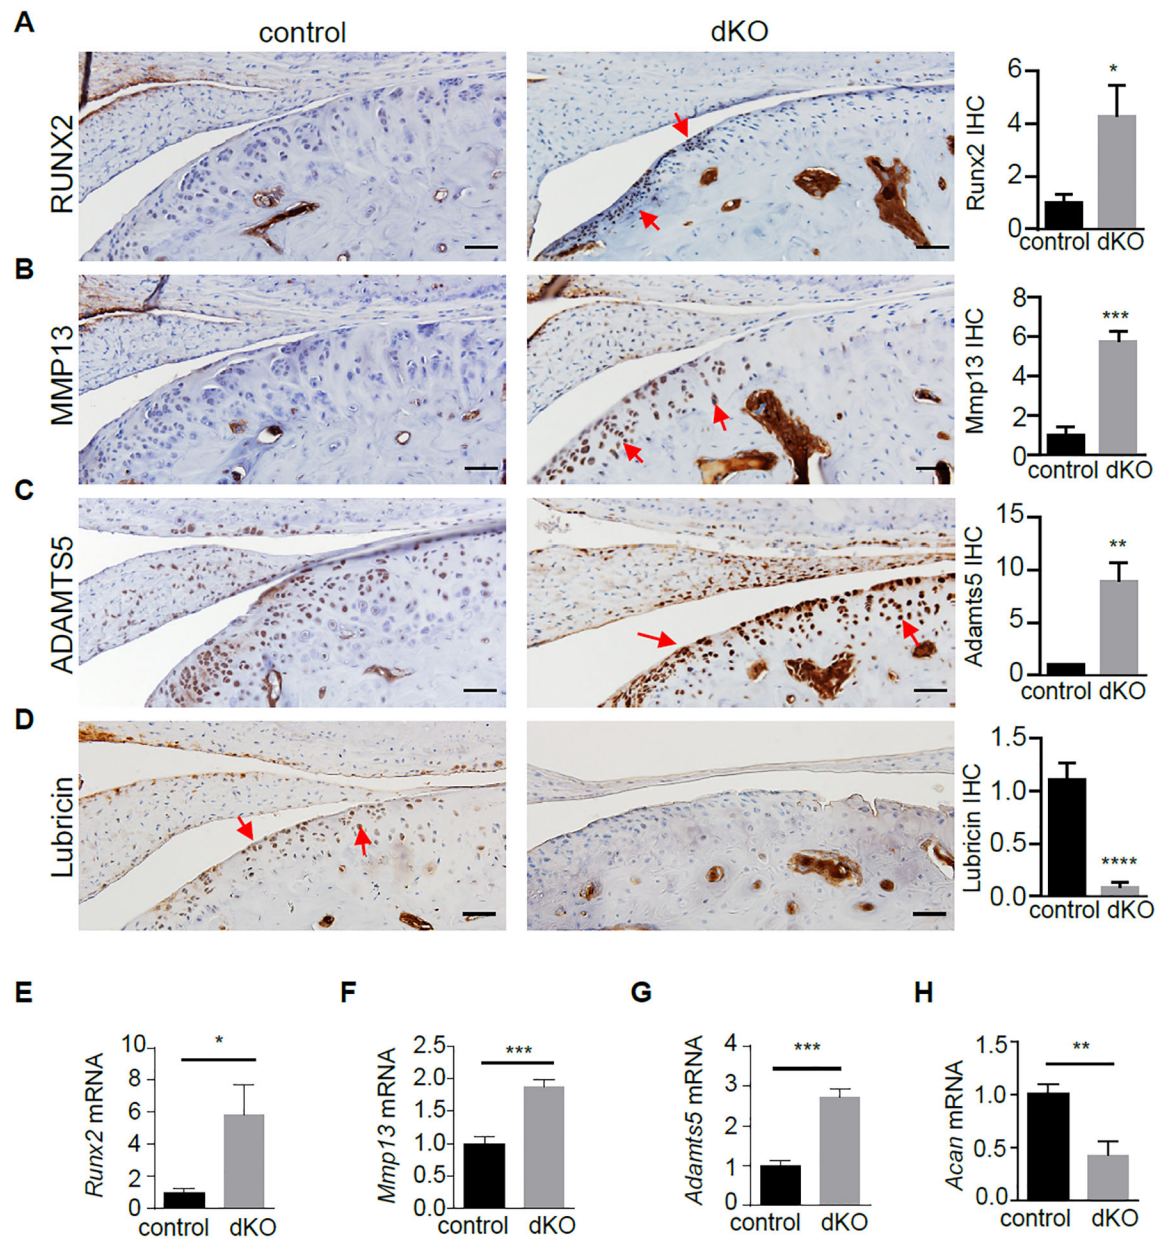 A
control
dKO
RUNX2
Runx2 IHC
6
4
2
0
*
control dKO
B
MMP13
Mmp13 IHC
8
6
4
2
0
***
control dKO
C
ADAMTS5
Adamts5 IHC
15
10
5
0
**
control dKO
D
Lubricin
Lubricin IHC
1.5
1.0
0.5
0.0
****
control dKO
E
Runx2 mRNA
10
8
6
4
2
0
*
control dKO
F
Mmp13 mRNA
2.5
2.0
1.5
1.0
0.5
0.0
***
control dKO
G
Adamts5 mRNA
4
3
2
1
0
***
control dKO
H
Acan mRNA
1.5
1.0
0.5
0.0
**
control dKO